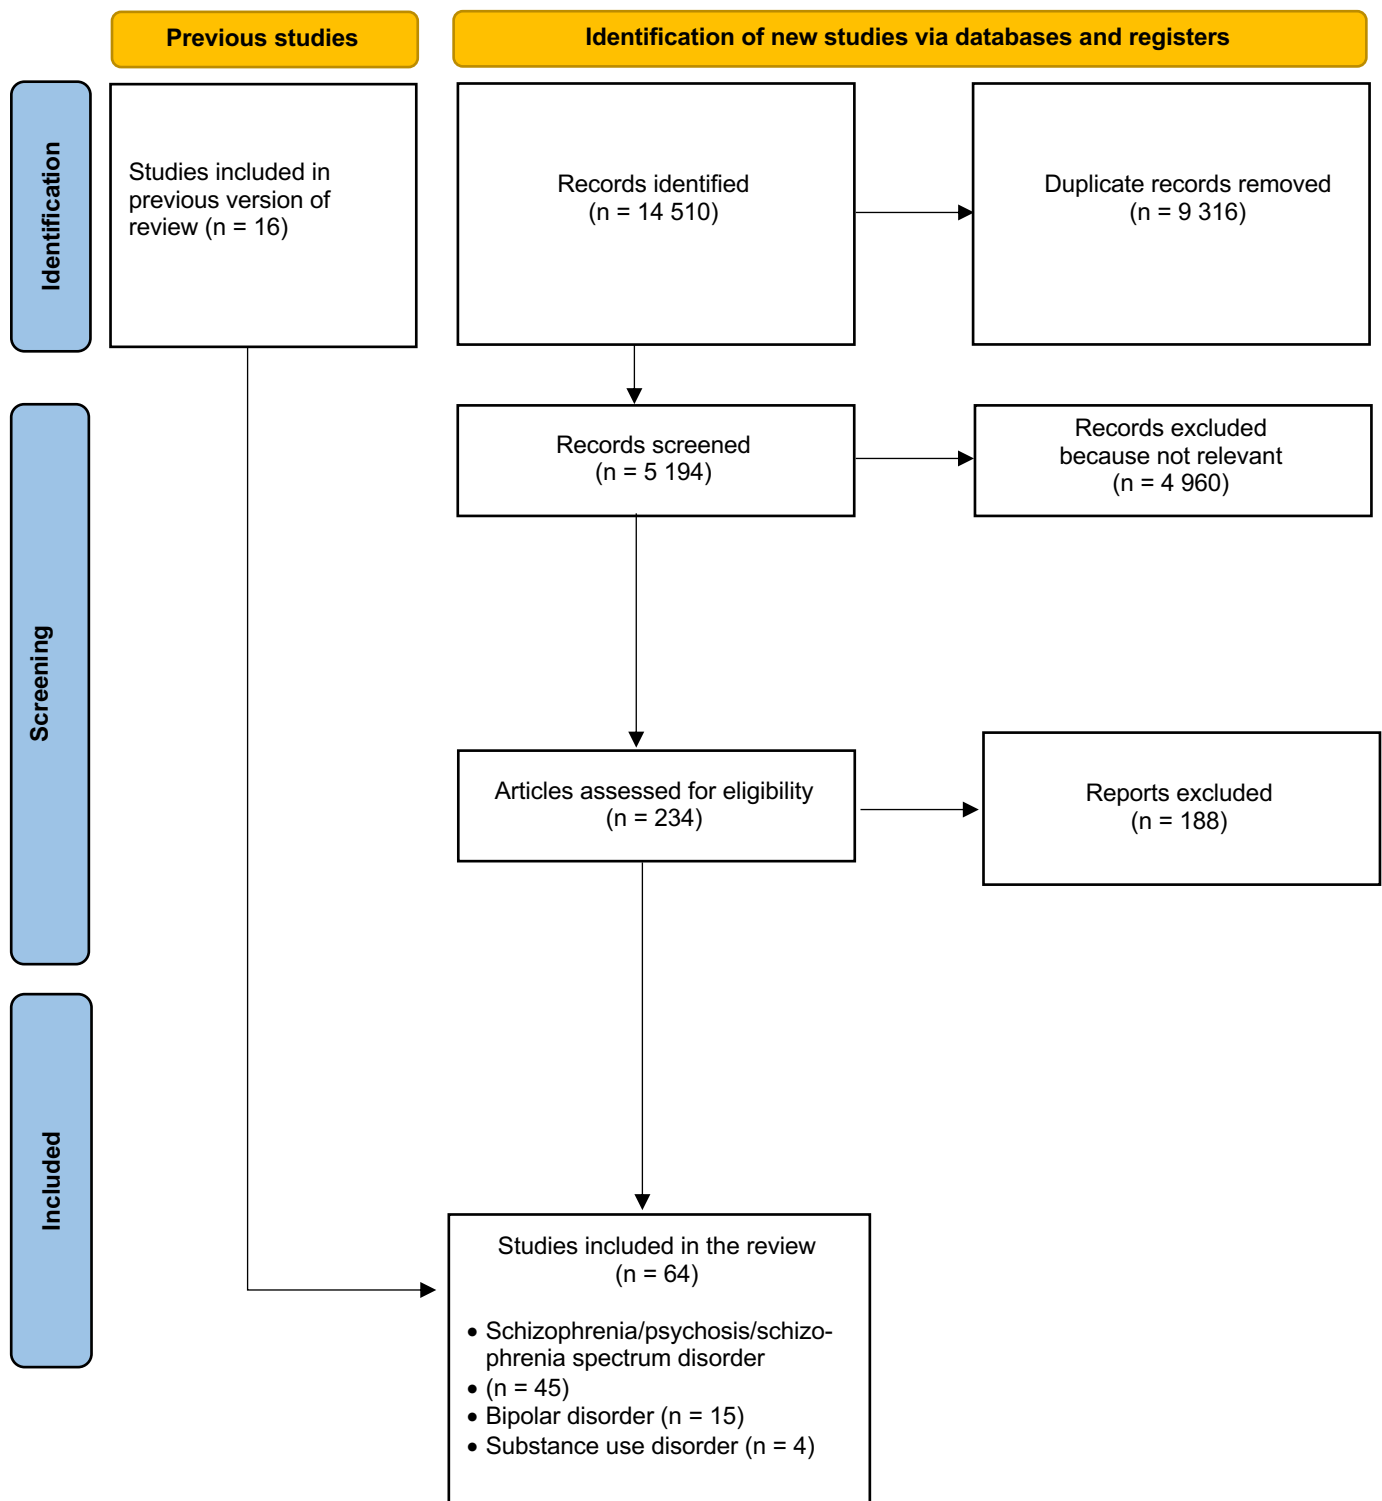 Previous studies
Identification of new studies via databases and registers
Identification
Studies included in
previous version of
review (n = 16)
Records identified
(n = 14 510)
Duplicate records removed
(n = 9 316)
Screening
Records screened
(n = 5 194)
Records excluded
because not relevant
(n = 4 960)
Articles assessed for eligibility
(n = 234)
Reports excluded
(n = 188)
Included
Studies included in the review
(n = 64)
• Schizophrenia/psychosis/schizo-
phrenia spectrum disorder
• (n = 45)
• Bipolar disorder (n = 15)
• Substance use disorder (n = 4)